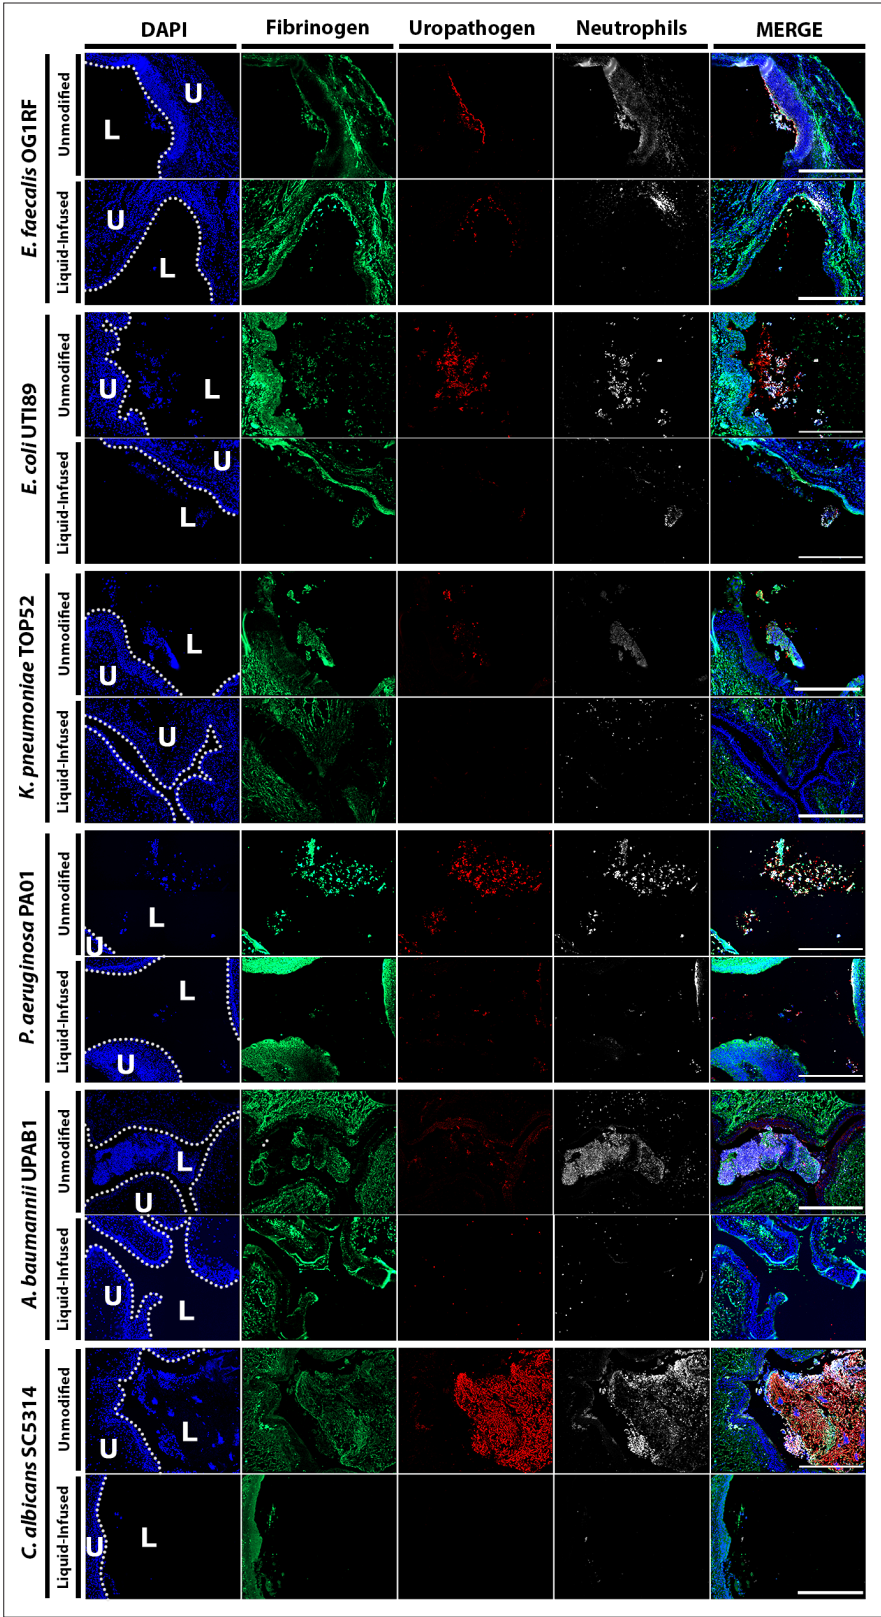 DAPI Fibrinogen Uropathogen Neutrophils MERGE
E. faecalis OG1RF
Unmodified
U
L
Liquid-Infused
U
L
E. coli UTI89
Unmodified
U
L
Liquid-Infused
U
L
K. pneumoniae TOP52
Unmodified
L
U
Liquid-Infused
U
P. aeruginosa PA01
Unmodified
L
U
Liquid-Infused
L
U
A. baumannii UPAB1
Unmodified
L
U
Liquid-Infused
U
L
C. albicans SC5314
Unmodified
U
L
Liquid-Infused
U
L